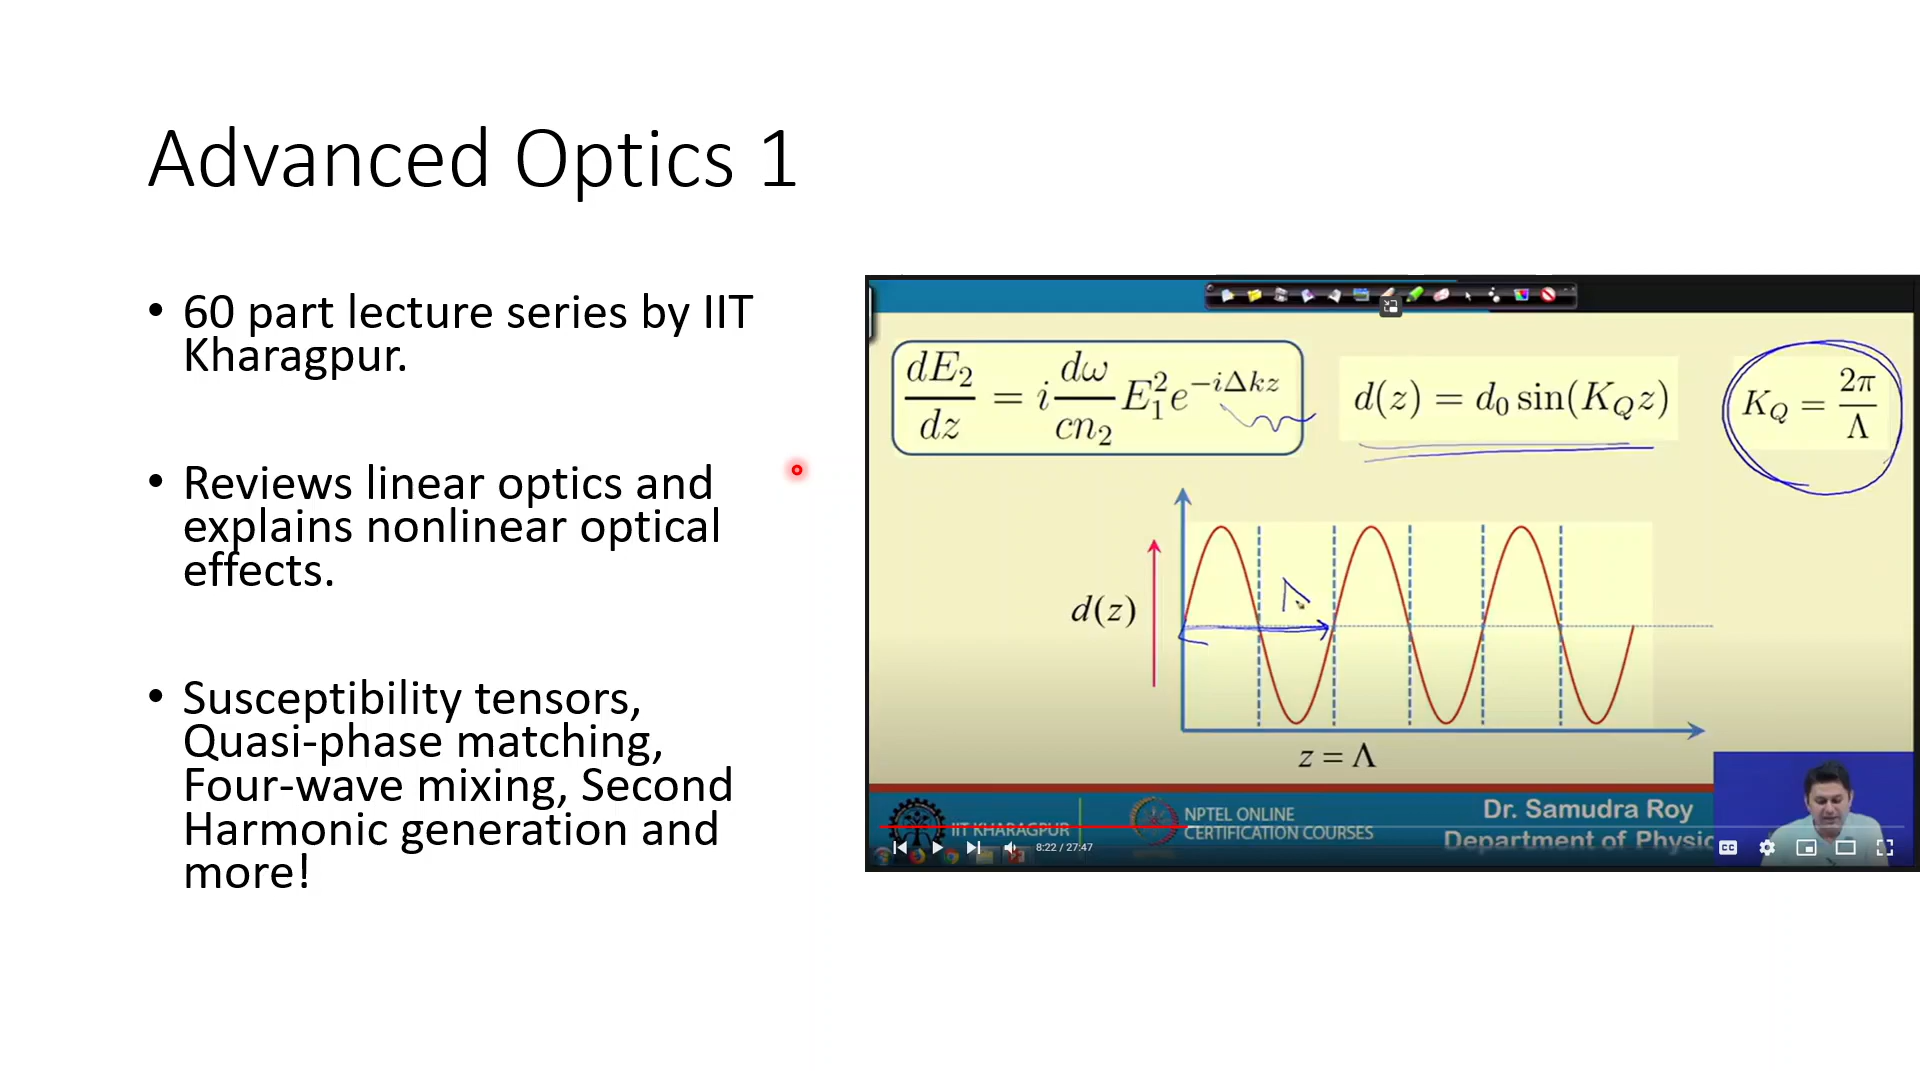 Advanced Optics 1
• 60 part lecture series by IIT
Kharagpur.
• Reviews linear optics and
explains nonlinear optical
effects.
• Susceptibility tensors,
Quasi-phase matching,
Four-wave mixing, Second
Harmonic generation and
more!
dE₂/dz = i dω/cn₂ E₁² e^{-iΔkz}
d(z) = d₀ sin(K_Q z)
K_Q = 2π/Λ
Λ
d(z)
z = Λ
IIT KHARAGPUR
NPTEL ONLINE
CERTIFICATION COURSES
Dr. Samudra Roy
Department of Physic
8:22 / 27:47
CC